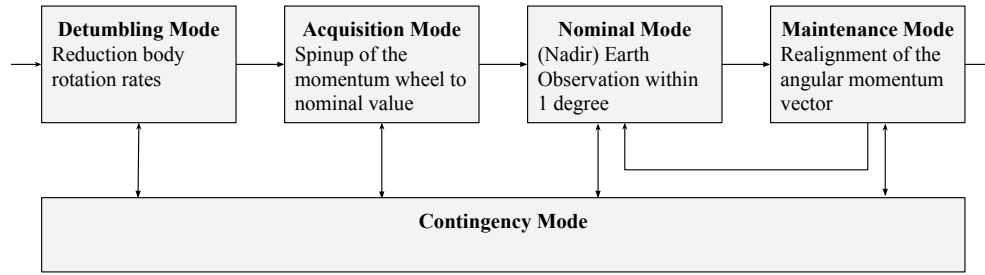 Detumbling Mode
Reduction body
rotation rates
Acquisition Mode
Spinup of the
momentum wheel to
nominal value
Nominal Mode
(Nadir) Earth
Observation within
1 degree
Maintenance Mode
Realignment of the
angular momentum
vector
Contingency Mode